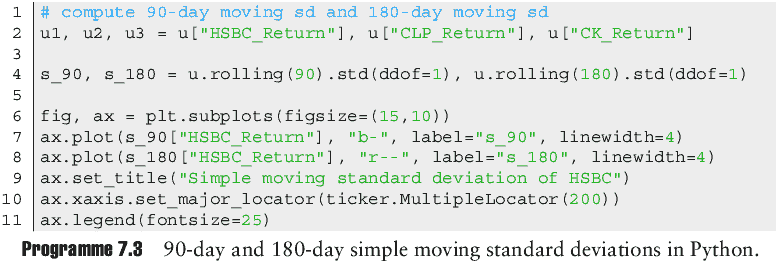 1 # compute 90-day moving sd and 180-day moving sd
2 u1, u2, u3 = u["HSBC_Return"], u["CLP_Return"], u["CK_Return"]
3
4 s_90, s_180 = u.rolling(90).std(ddof=1), u.rolling(180).std(ddof=1)
5
6 fig, ax = plt.subplots(figsize=(15,10))
7 ax.plot(s_90["HSBC_Return"], "b-", label="s_90", linewidth=4)
8 ax.plot(s_180["HSBC_Return"], "r--", label="s_180", linewidth=4)
9 ax.set_title("Simple moving standard deviation of HSBC")
10 ax.xaxis.set_major_locator(ticker.MultipleLocator(200))
11 ax.legend(fontsize=25)
Programme 7.3 90-day and 180-day simple moving standard deviations in Python.